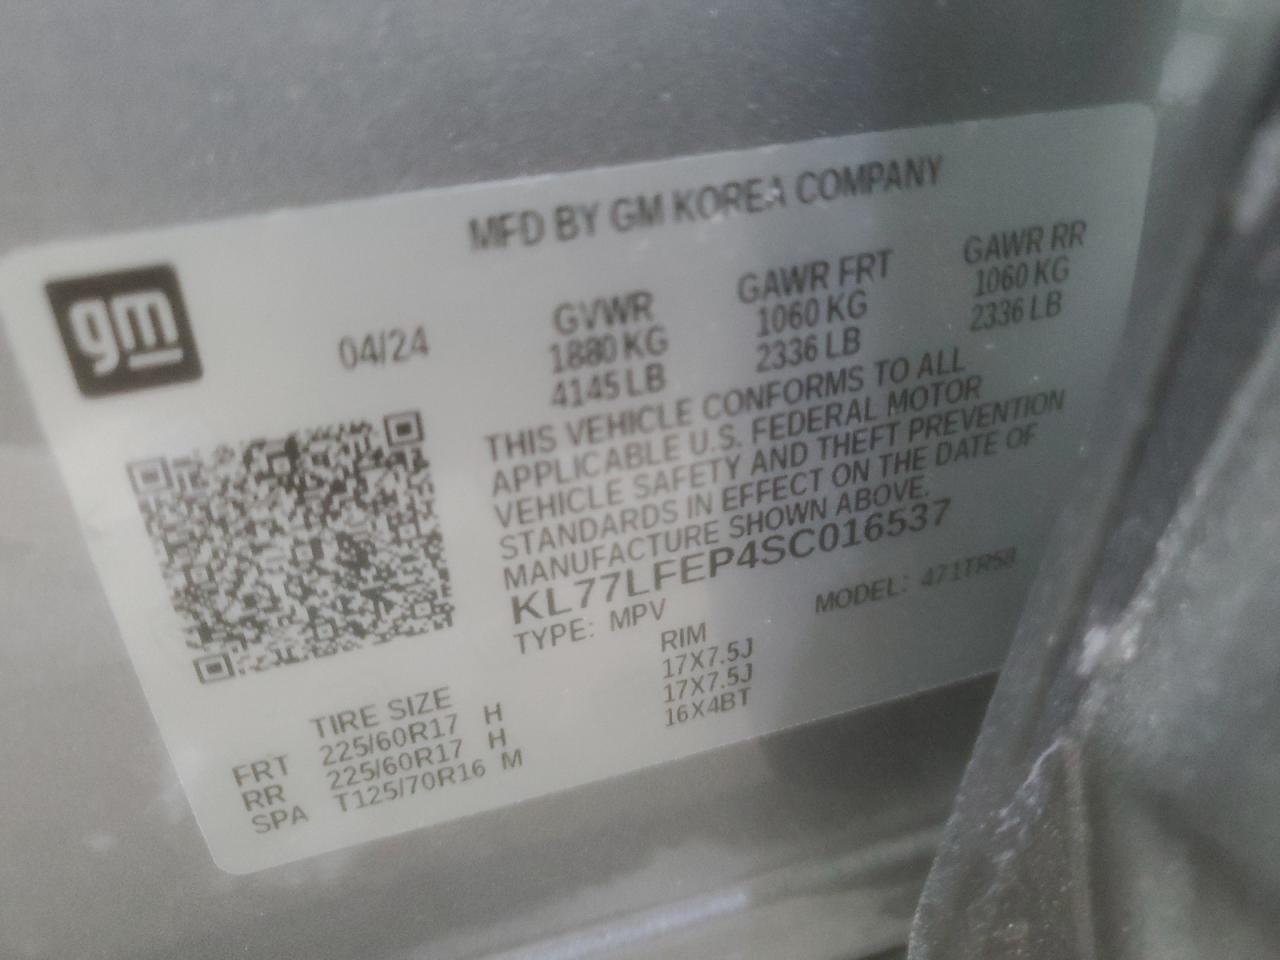 MFD BY GM KOREA COMPANY
gm
04/24
GVWR GAWR FRT GAWR RR
1880 KG 1060 KG 1060 KG
4145 LB 2336 LB 2336 LB
THIS VEHICLE CONFORMS TO ALL
APPLICABLE U.S. FEDERAL MOTOR
VEHICLE SAFETY AND THEFT PREVENTION
STANDARDS IN EFFECT ON THE DATE OF
MANUFACTURE SHOWN ABOVE.
KL77LFEP4SC016537
TYPE: MPV MODEL: 471TR58
TIRE SIZE RIM
FRT 225/60R17 H 17X7.5J
RR 225/60R17 H 17X7.5J
SPA T125/70R16 M 16X4BT